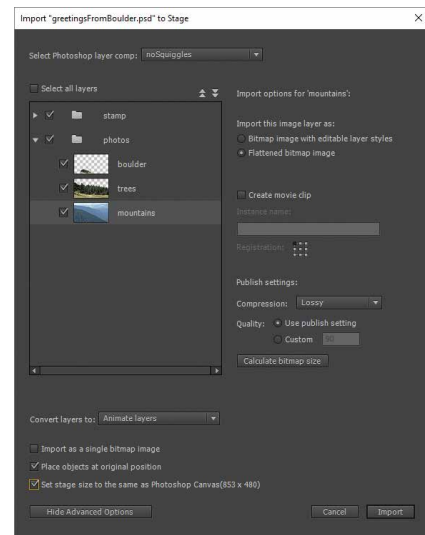 Import "greetingsFromBoulder.psd" to Stage
Select Photoshop layer comp: noSquiggles
Select all layers
stamp
photos
boulder
trees
mountains
Import options for 'mountains':
Import this image layer as:
Bitmap image with editable layer styles
Flattened bitmap image
Create movie clip
Instance name:
Registration:
Publish settings:
Compression: Lossy
Quality: Use publish setting
Custom
Calculate bitmap size
Convert layers to: Animate layers
Import as a single bitmap image
Place objects at original position
Set stage size to the same as Photoshop Canvas(853 x 480)
Hide Advanced Options
Cancel
Import